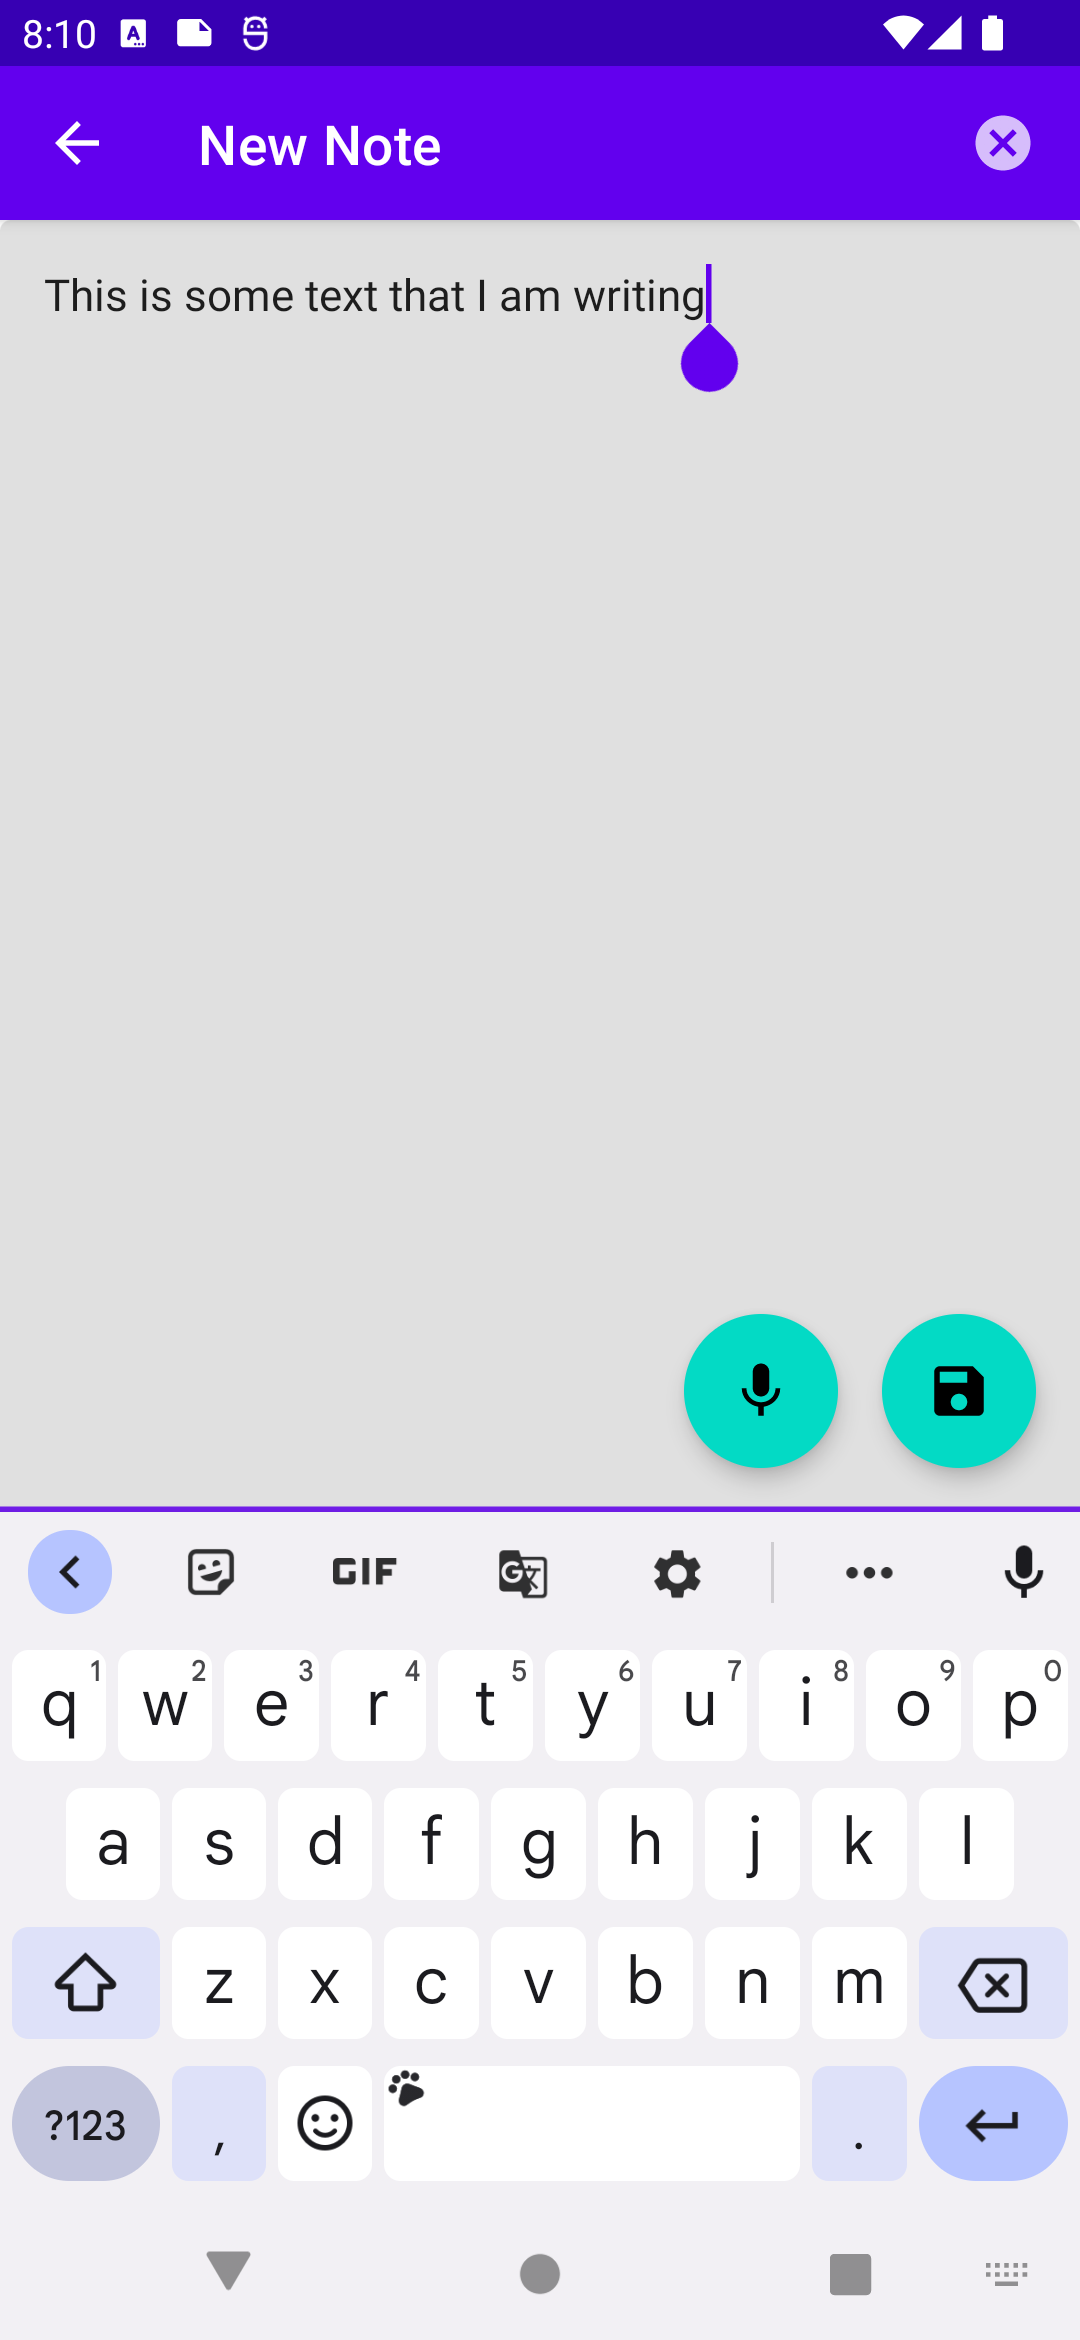 8:10
New Note
This is some text that I am writing
GIF
G 文
1 2 3 4 5 6 7 8 9 0
q w e r t y u i o p
a s d f g h j k l
z x c v b n m
?123 , .